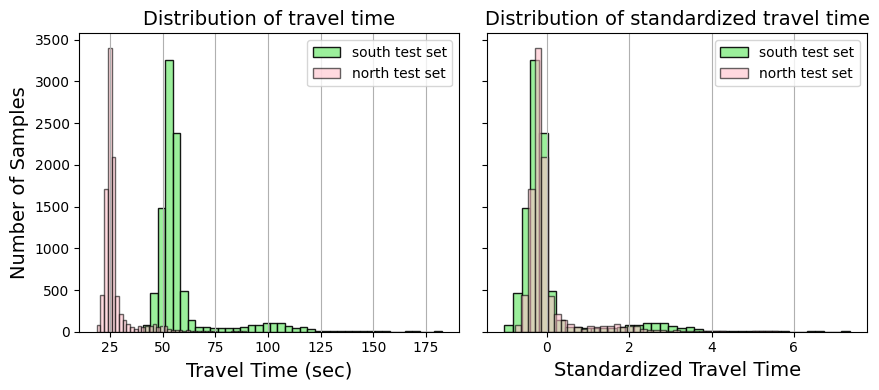 Distribution of travel time
Distribution of standardized travel time
3500
3000
2500
2000
1500
1000
500
0
Number of Samples
south test set
north test set
25
50
75
100
125
150
175
Travel Time (sec)
south test set
north test set
0
2
4
6
Standardized Travel Time